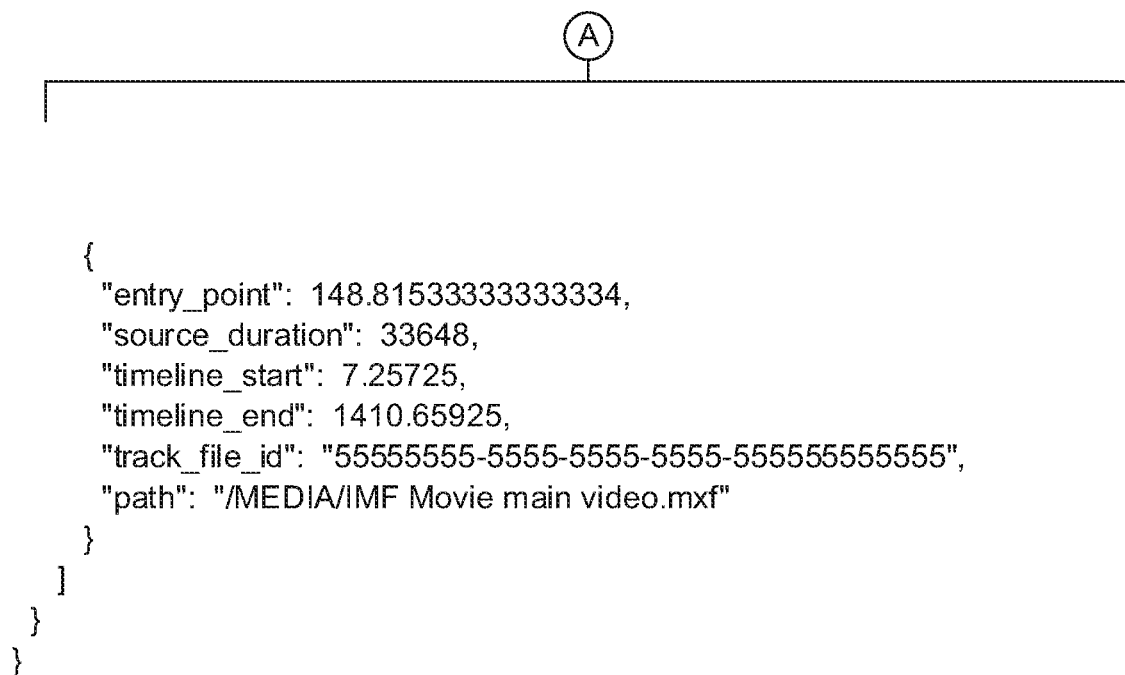 A
{
"entry_point": 148.81533333333334,
"source_duration": 33648,
"timeline_start": 7.25725,
"timeline_end": 1410.65925,
"track_file_id": "55555555-5555-5555-5555-555555555555",
"path": "/MEDIA/IMF Movie main video.mxf"
}
]
}
}